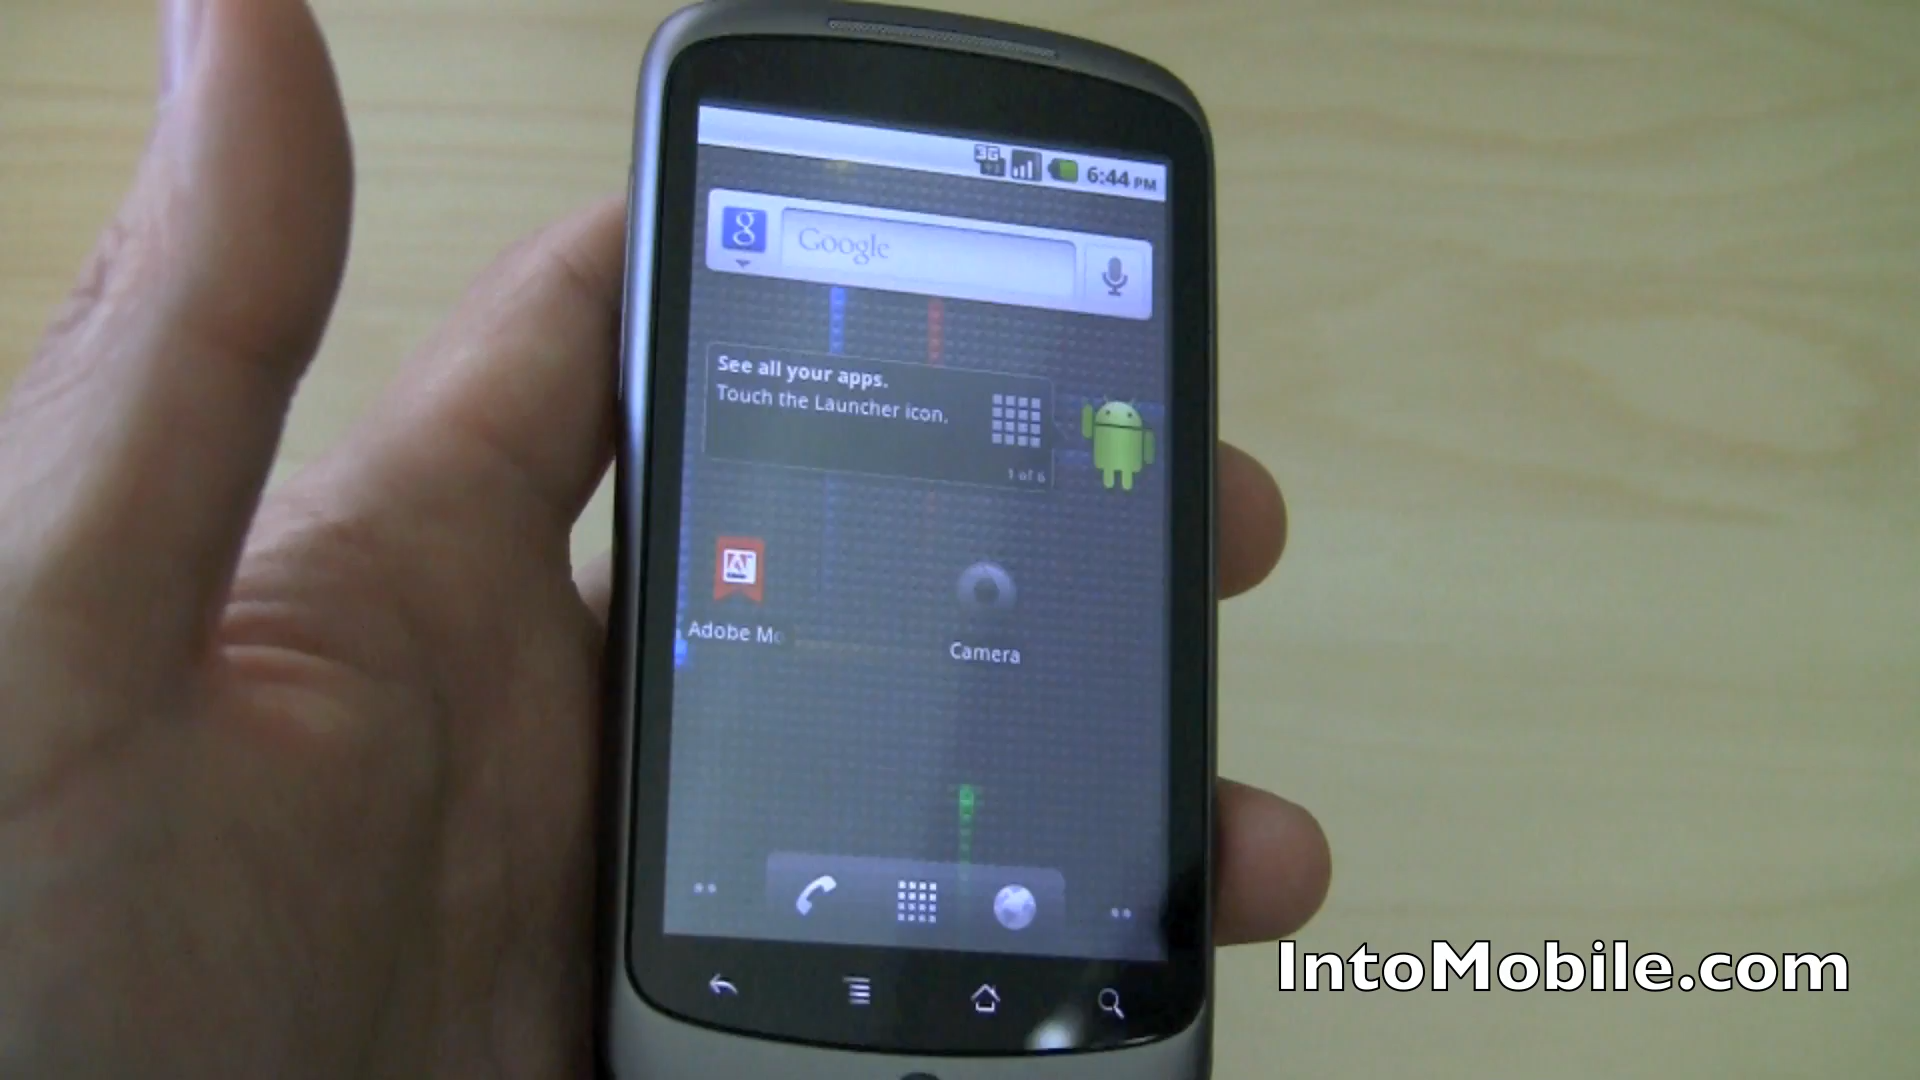 3G
6:44 PM
g
Google
See all your apps.
Touch the Launcher icon.
1 of 6
Adobe Mo
Camera
IntoMobile.com